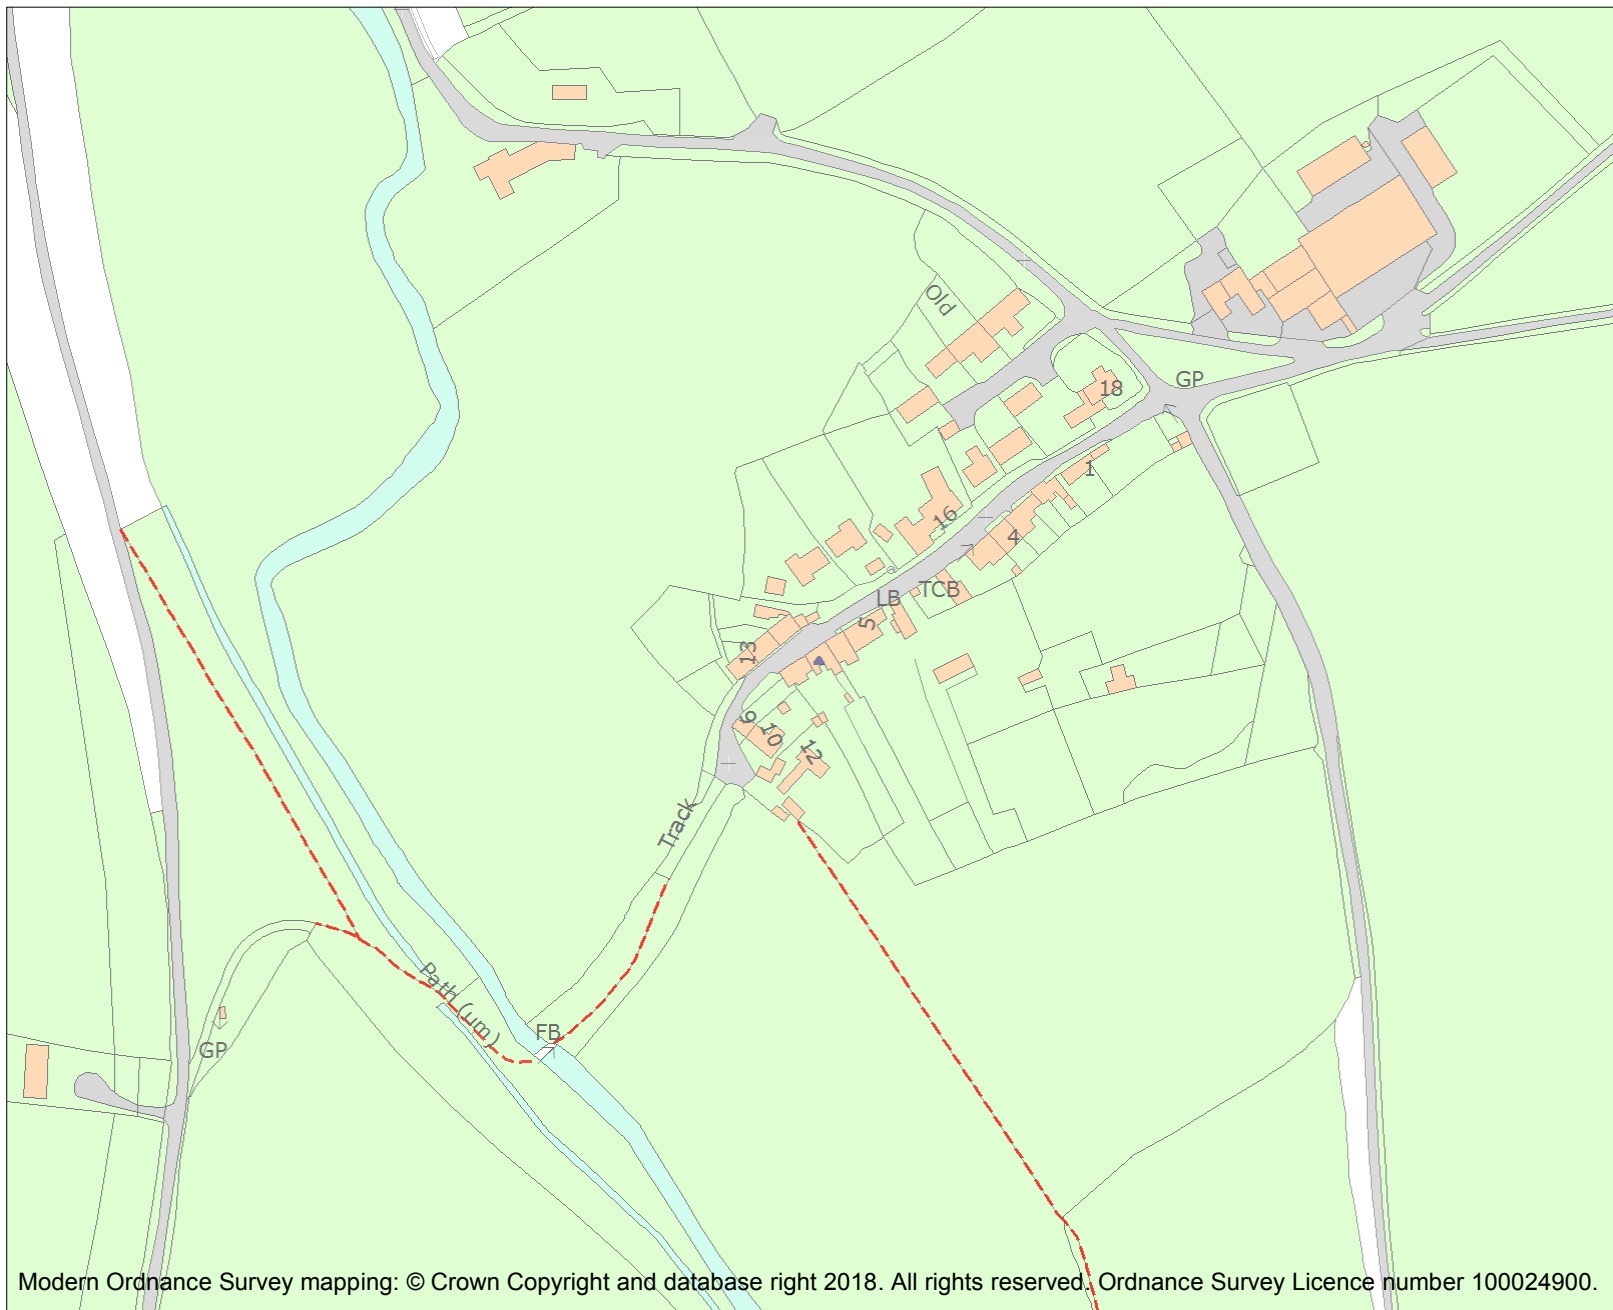 Old
GP
18
1
16
4
TCB
LB
5
13
9
10
12
Track
Path (um)
FB
GP
Modern Ordnance Survey mapping: © Crown Copyright and database right 2018. All rights reserved. Ordnance Survey Licence number 100024900.